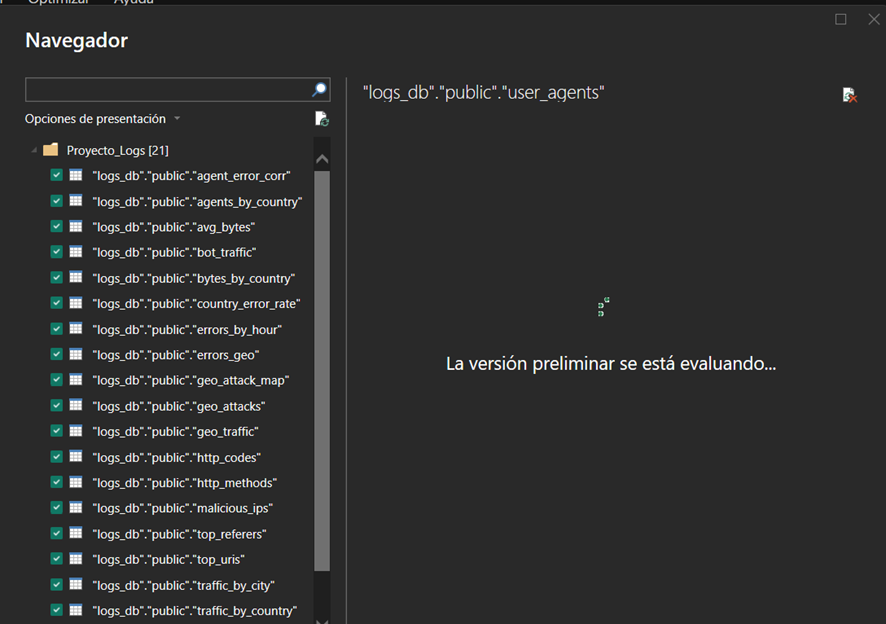 Optimizar Ayuda
Navegador
Opciones de presentación
Proyecto_Logs [21]
"logs_db"."public"."agent_error_corr"
"logs_db"."public"."agents_by_country"
"logs_db"."public"."avg_bytes"
"logs_db"."public"."bot_traffic"
"logs_db"."public"."bytes_by_country"
"logs_db"."public"."country_error_rate"
"logs_db"."public"."errors_by_hour"
"logs_db"."public"."errors_geo"
"logs_db"."public"."geo_attack_map"
"logs_db"."public"."geo_attacks"
"logs_db"."public"."geo_traffic"
"logs_db"."public"."http_codes"
"logs_db"."public"."http_methods"
"logs_db"."public"."malicious_ips"
"logs_db"."public"."top_referers"
"logs_db"."public"."top_uris"
"logs_db"."public"."traffic_by_city"
"logs_db"."public"."traffic_by_country"
"logs_db"."public"."user_agents"
La versión preliminar se está evaluando...